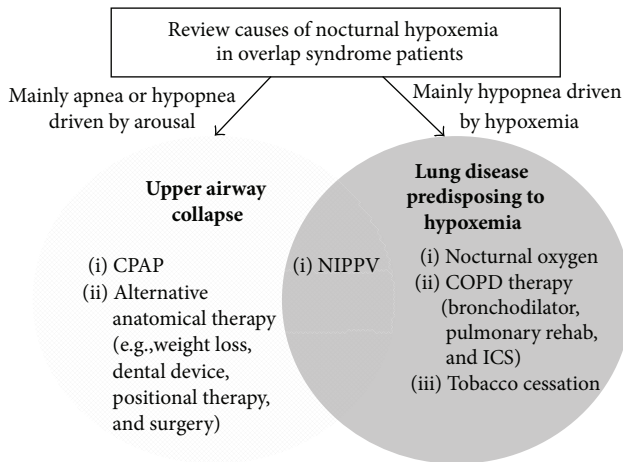 Review causes of nocturnal hypoxemia
in overlap syndrome patients
Mainly apnea or hypopnea
driven by arousal
Mainly hypopnea driven
by hypoxemia
Upper airway
collapse
(i) CPAP
(ii) Alternative
anatomical therapy
(e.g.,weight loss,
dental device,
positional therapy,
and surgery)
(i) NIPPV
Lung disease
predisposing to
hypoxemia
(i) Nocturnal oxygen
(ii) COPD therapy
(bronchodilator,
pulmonary rehab,
and ICS)
(iii) Tobacco cessation